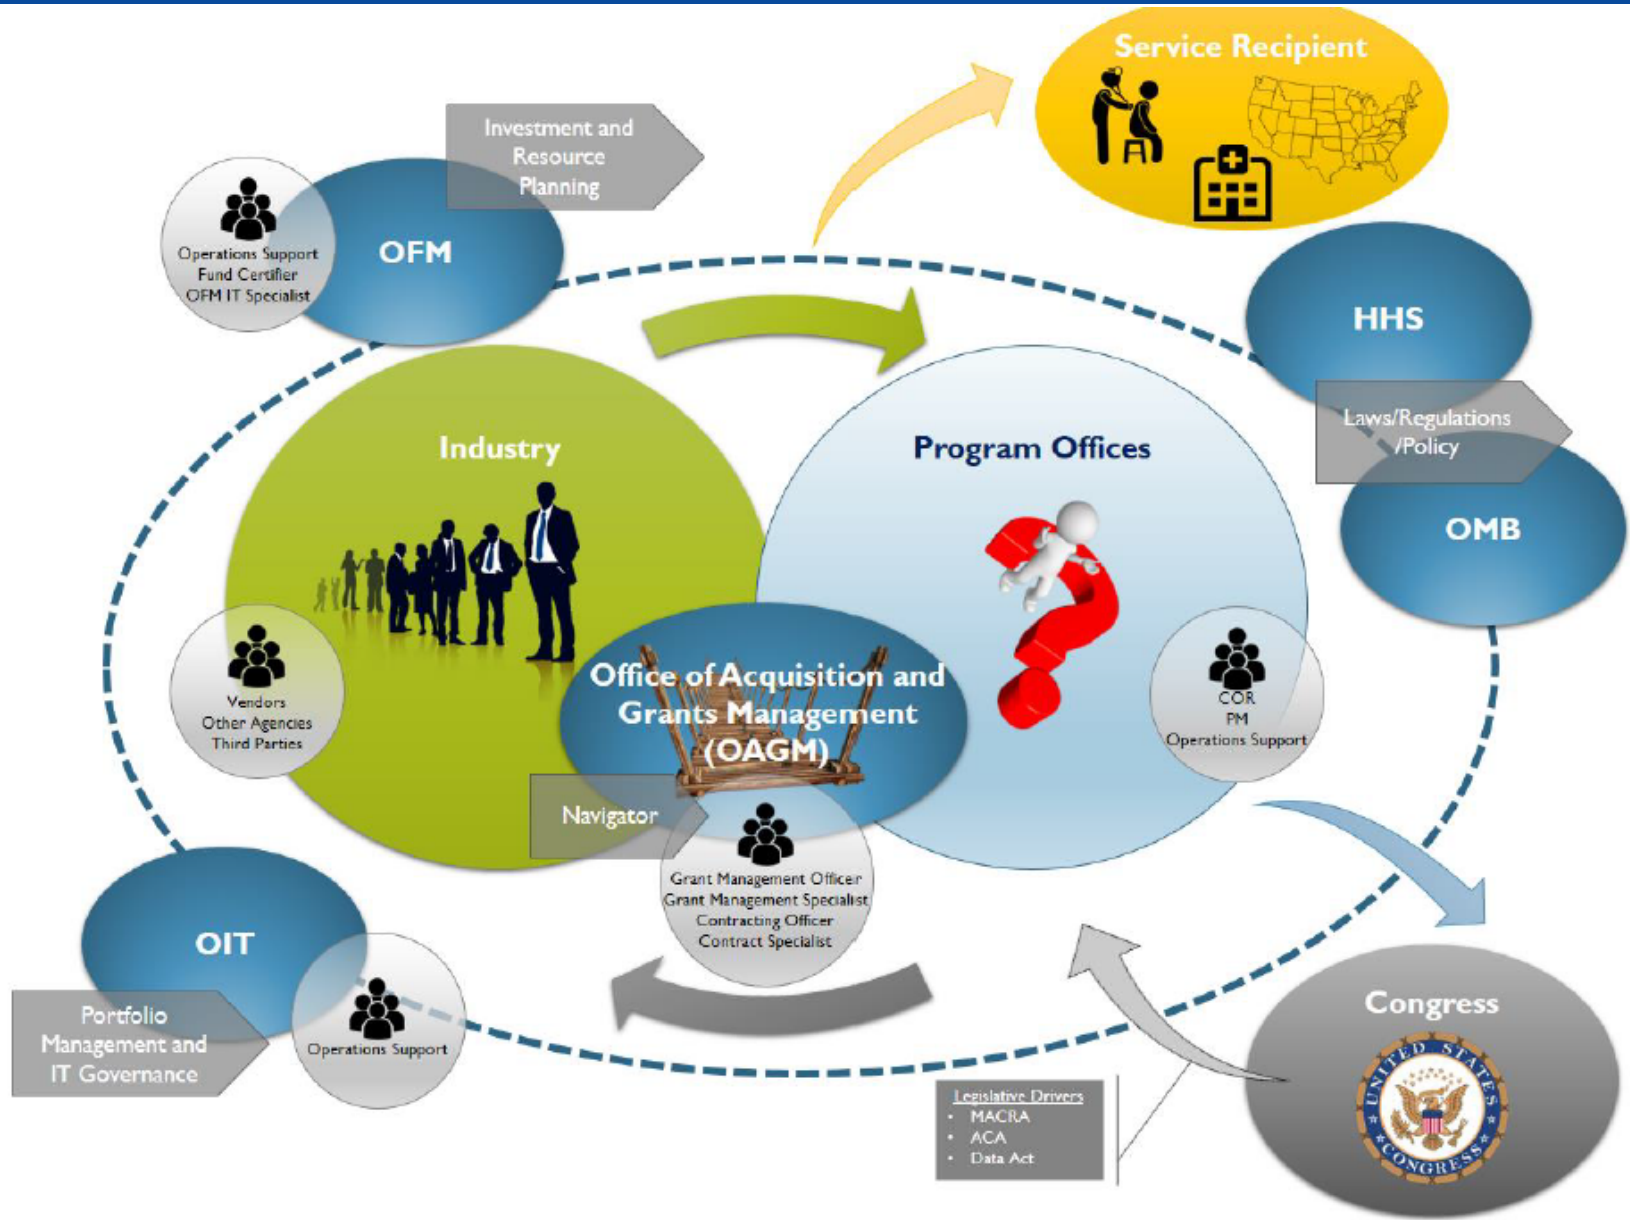 Service Recipient
Investment and
Resource
Planning
Operations Support
Fund Certifier
OFM IT Specialist
OFM
HHS
Laws/Regulations
/Policy
OMB
Industry
Program Offices
Vendors
Other Agencies
Third Parties
Office of Acquisition and
Grants Management
(OAGM)
COR
PM
Operations Support
Navigator
Grant Management Officer
Grant Management Specialist
Contracting Officer
Contract Specialist
OIT
Portfolio
Management and
IT Governance
Operations Support
Congress
UNITED STATES
CONGRESS
Legislative Drivers
• MACRA
• ACA
• Data Act